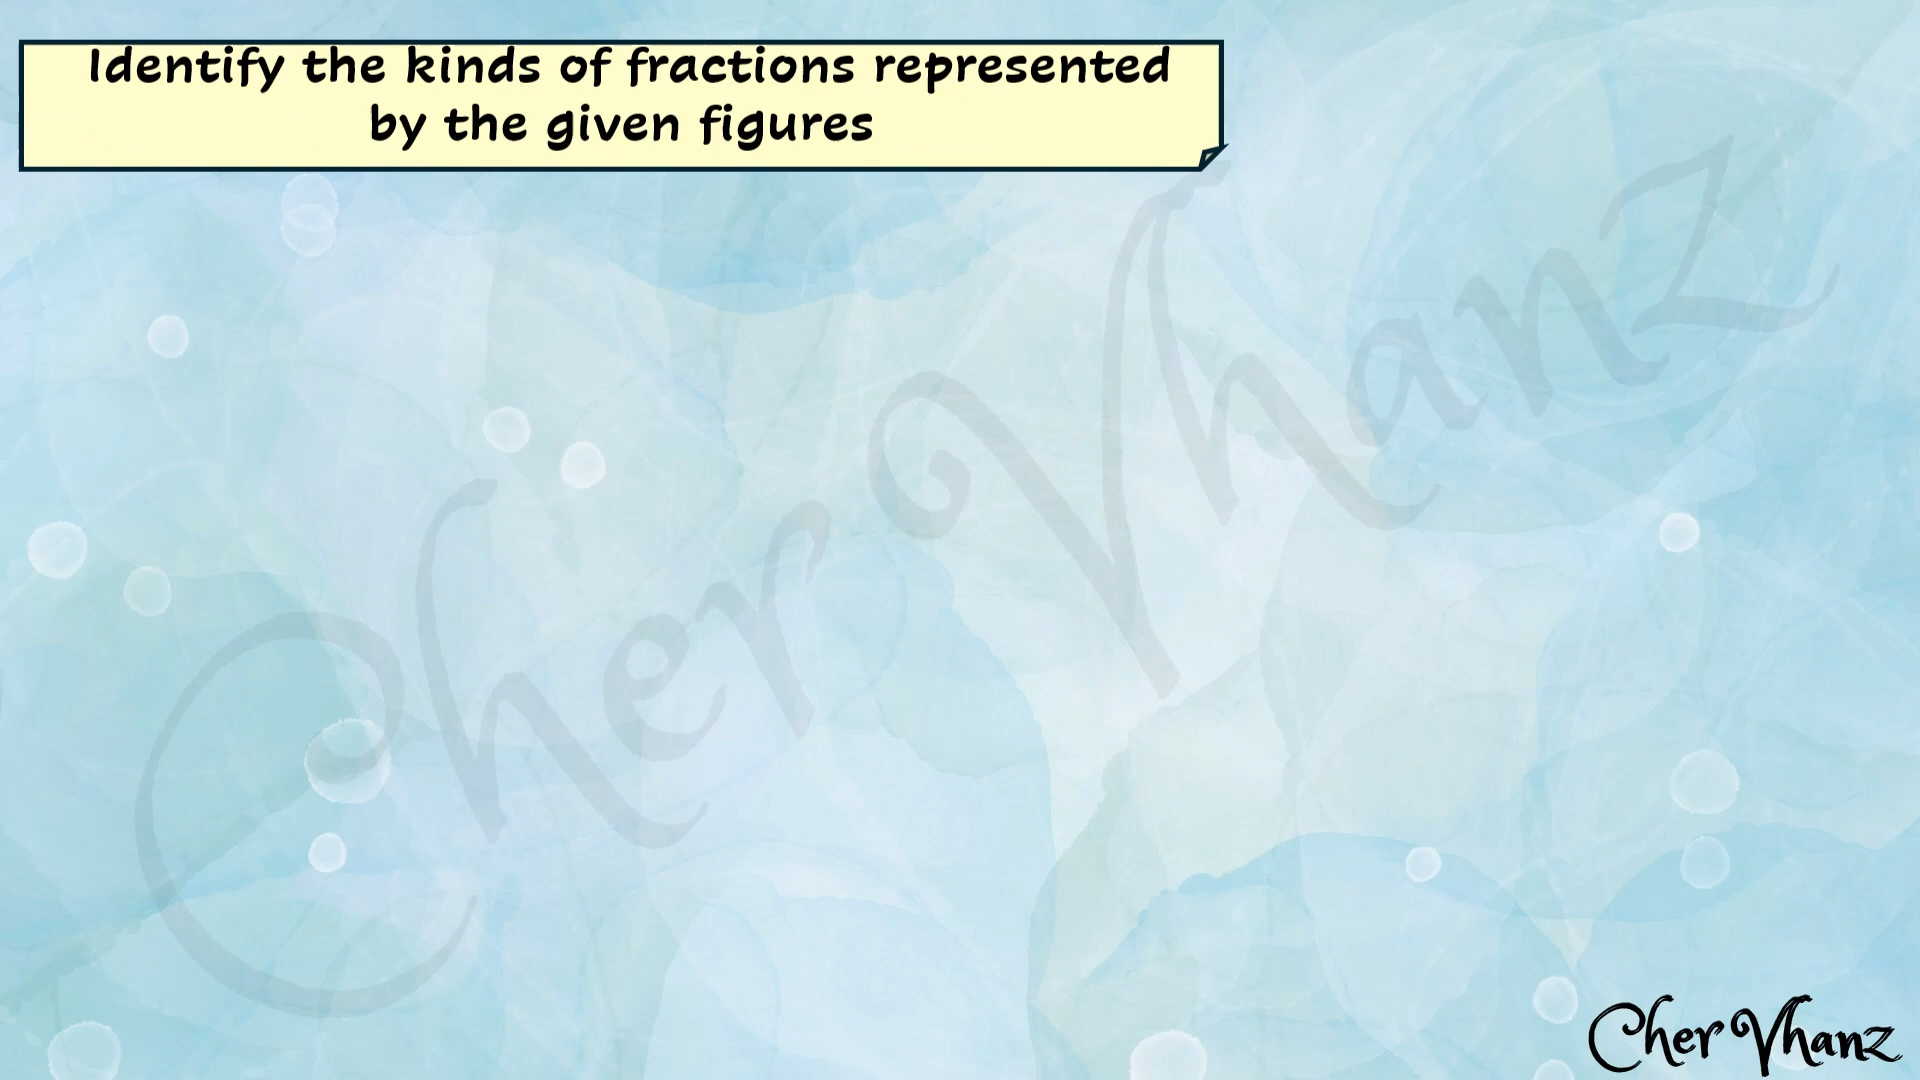 Identify the kinds of fractions represented
by the given figures
Cher Vhanz
Cher Vhanz